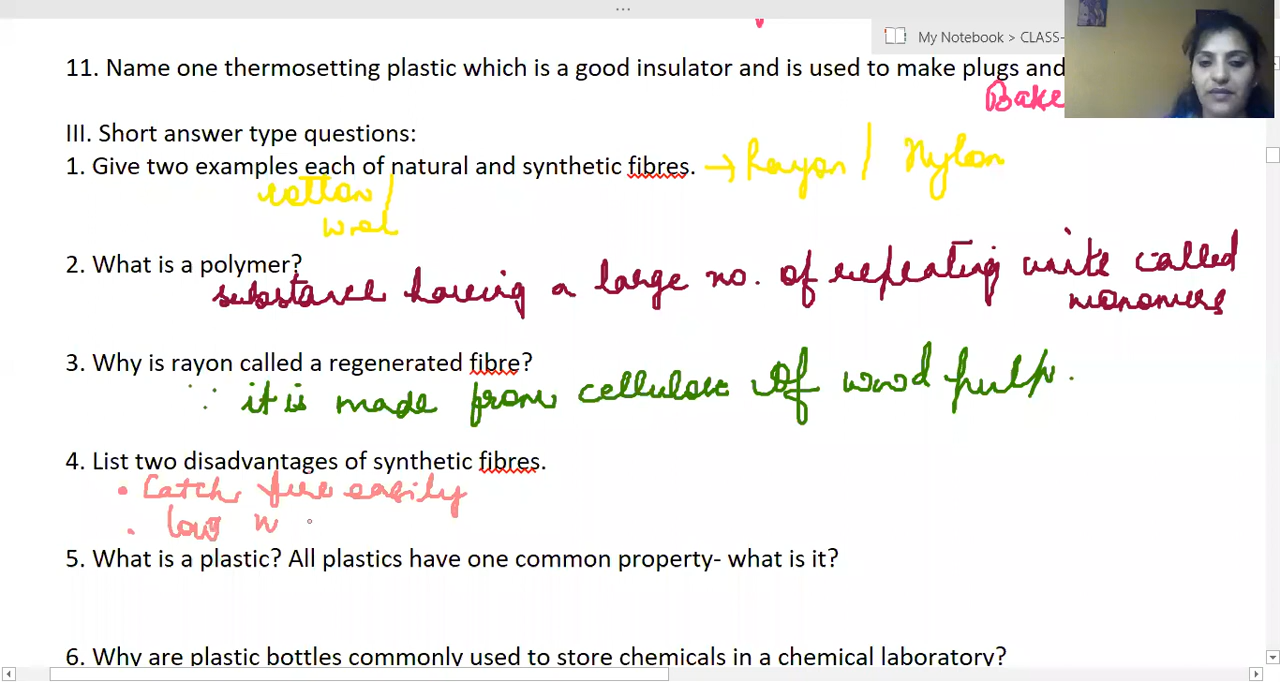 ...
My Notebook > CLASS-
11. Name one thermosetting plastic which is a good insulator and is used to make plugs and
Bake
III. Short answer type questions:
1. Give two examples each of natural and synthetic fibres. → Rayon / Nylon
cotton /
wool
2. What is a polymer?
substance having a large no. of repeating units called
monomers
3. Why is rayon called a regenerated fibre?
∵ it is made from cellulose of wood pulp.
4. List two disadvantages of synthetic fibres.
• Catch fire easily
• low
5. What is a plastic? All plastics have one common property- what is it?
6. Why are plastic bottles commonly used to store chemicals in a chemical laboratory?